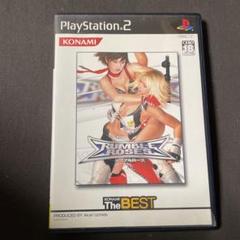 PlayStation 2
KONAMI
RUMBLE
ROSES
ランブルローズ
KONAMI
The BEST